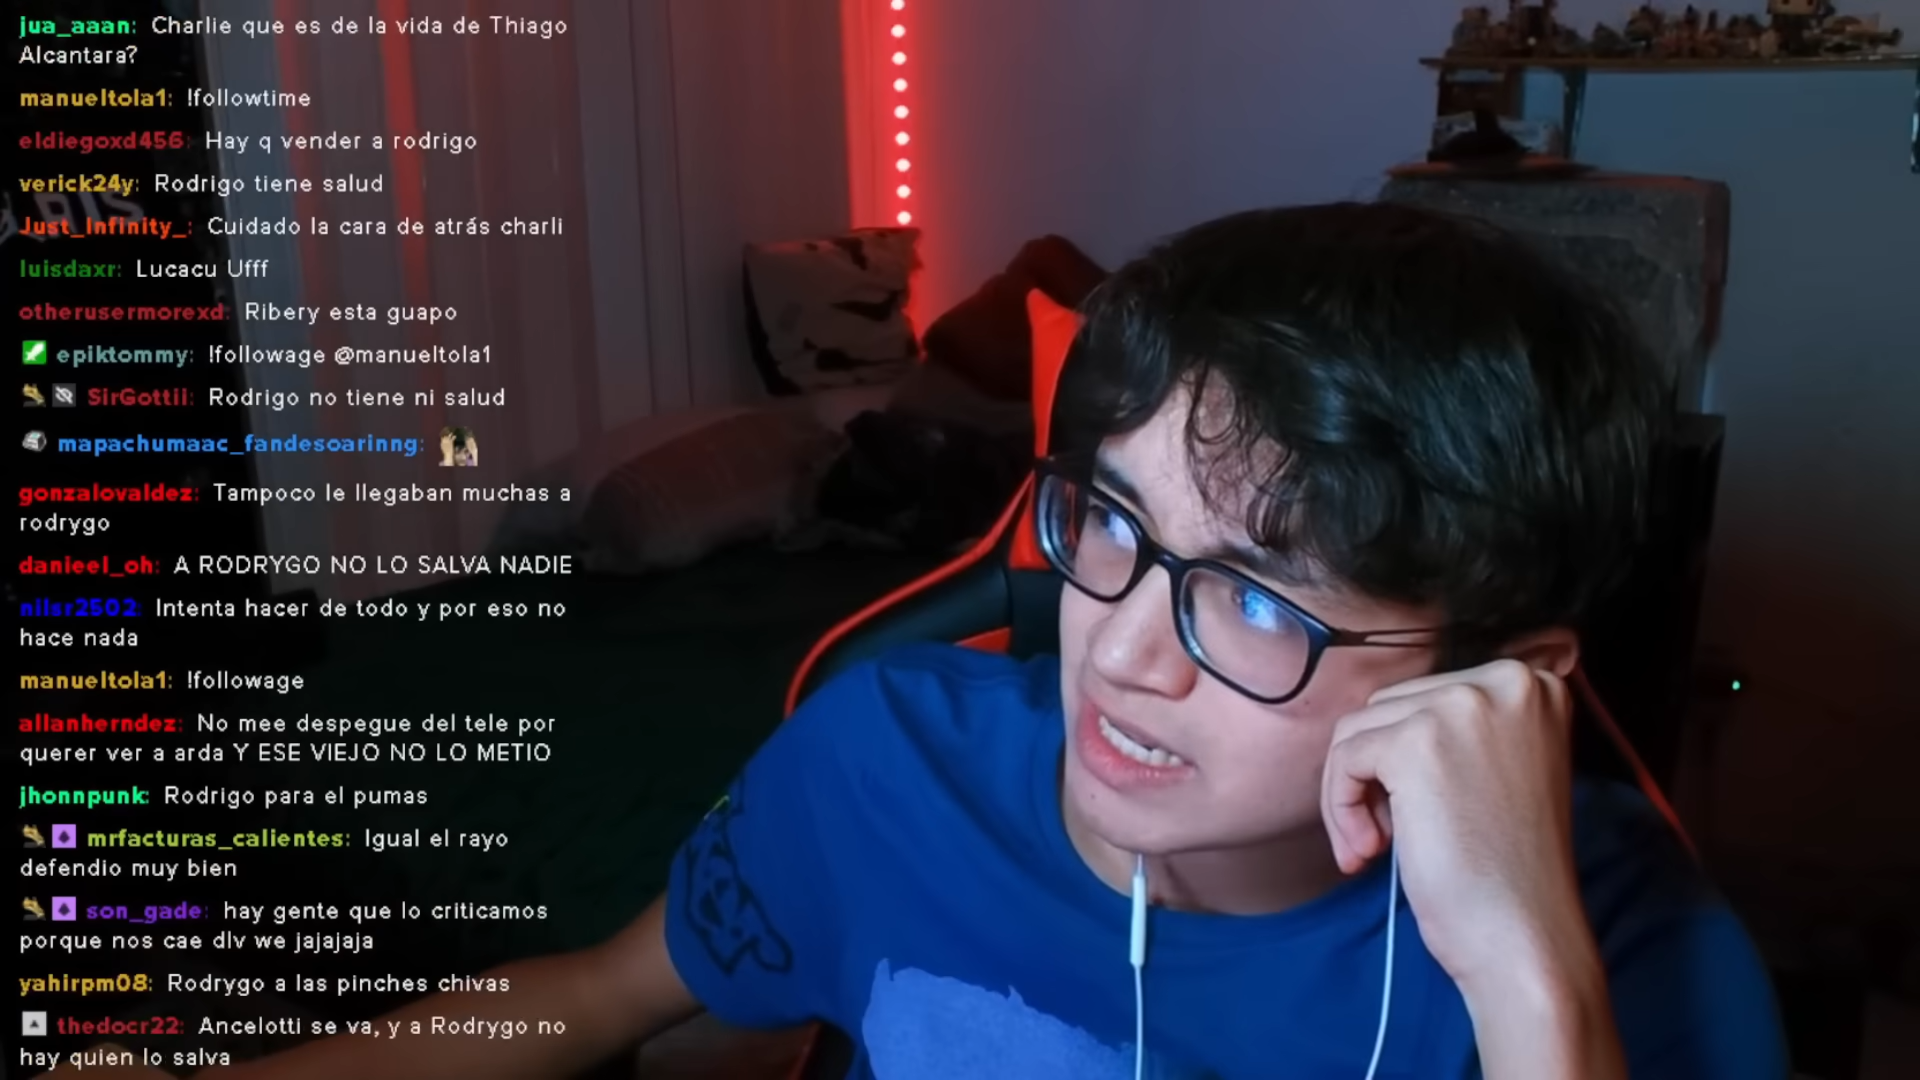 jua_aaan: Charlie que es de la vida de Thiago
Alcantara?
manueltola1: !followtime
eldiegoxd456: Hay q vender a rodrigo
verick24y: Rodrigo tiene salud
Just_Infinity_: Cuidado la cara de atrás charli
luisdaxr: Lucacu Ufff
otherusermorexd: Ribery esta guapo
epiktommy: !followage @manueltola1
SirGottii: Rodrigo no tiene ni salud
mapachumaac_fandesoarinng:
gonzalovaldez: Tampoco le llegaban muchas a
rodrygo
danieel_oh: A RODRYGO NO LO SALVA NADIE
nilsr2502: Intenta hacer de todo y por eso no
hace nada
manueltola1: !followage
allanherndez: No mee despegue del tele por
querer ver a arda Y ESE VIEJO NO LO METIO
jhonnpunk: Rodrigo para el pumas
mrfacturas_calientes: Igual el rayo
defendio muy bien
son_gade: hay gente que lo criticamos
porque nos cae dlv we jajajaja
yahirpm08: Rodrygo a las pinches chivas
thedocr22: Ancelotti se va, y a Rodrygo no
hay quien lo salva